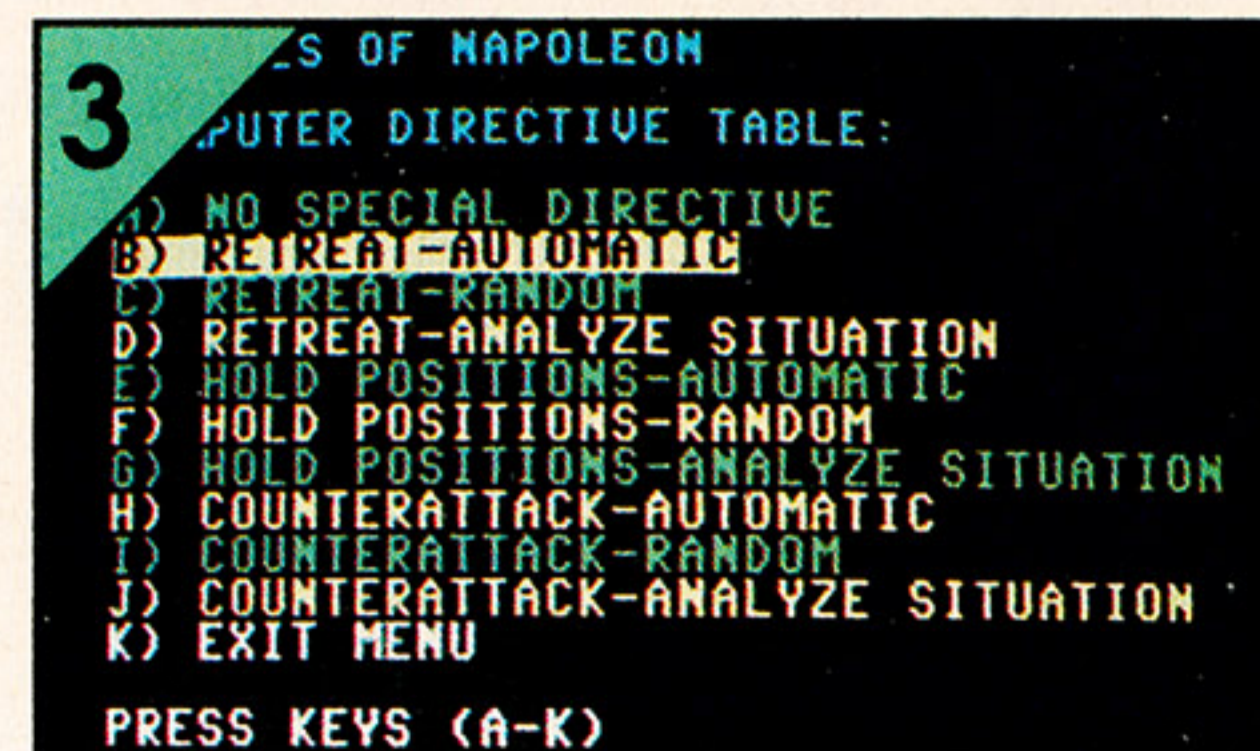 3
S OF NAPOLEON
PUTER DIRECTIVE TABLE:
A) NO SPECIAL DIRECTIVE
B) RETREAT-AUTOMATIC
C) RETREAT-RANDOM
D) RETREAT-ANALYZE SITUATION
E) HOLD POSITIONS-AUTOMATIC
F) HOLD POSITIONS-RANDOM
G) HOLD POSITIONS-ANALYZE SITUATION
H) COUNTERATTACK-AUTOMATIC
I) COUNTERATTACK-RANDOM
J) COUNTERATTACK-ANALYZE SITUATION
K) EXIT MENU
PRESS KEYS (A-K)